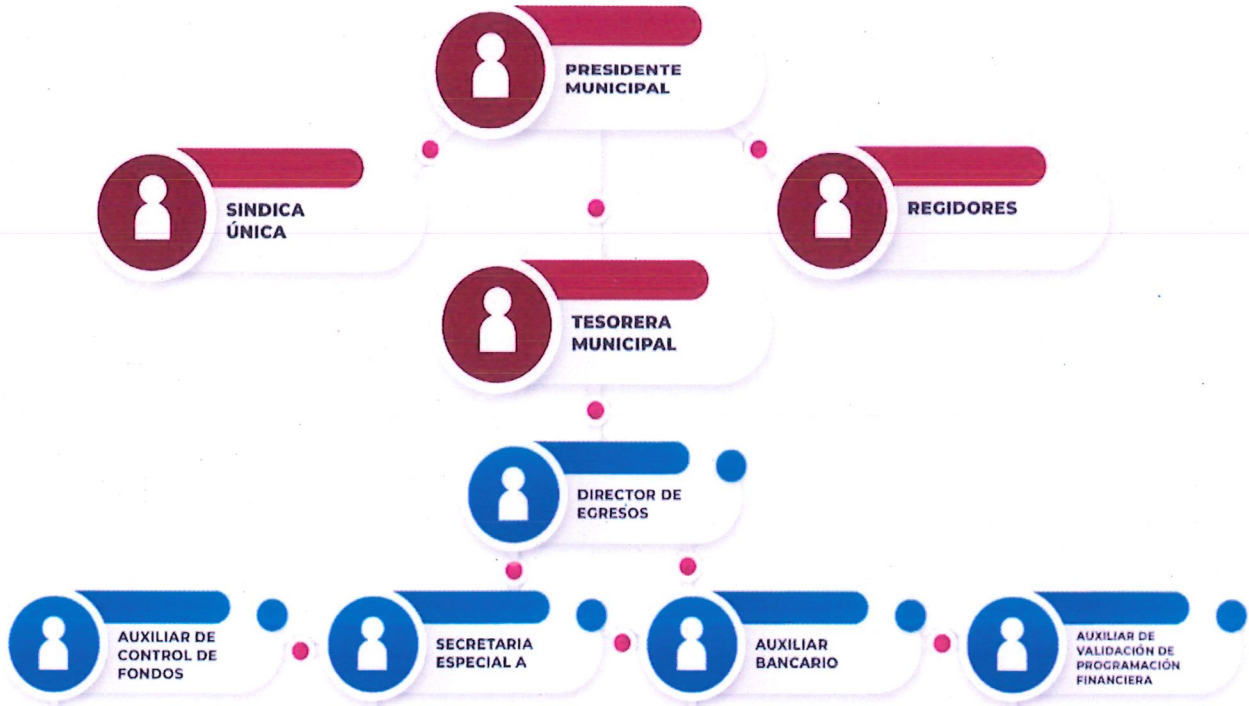 PRESIDENTE
MUNICIPAL
SINDICA
ÚNICA
REGIDORES
TESORERA
MUNICIPAL
DIRECTOR DE
EGRESOS
AUXILIAR DE
CONTROL DE
FONDOS
SECRETARIA
ESPECIAL A
AUXILIAR
BANCARIO
AUXILIAR DE
VALIDACIÓN DE
PROGRAMACIÓN
FINANCIERA